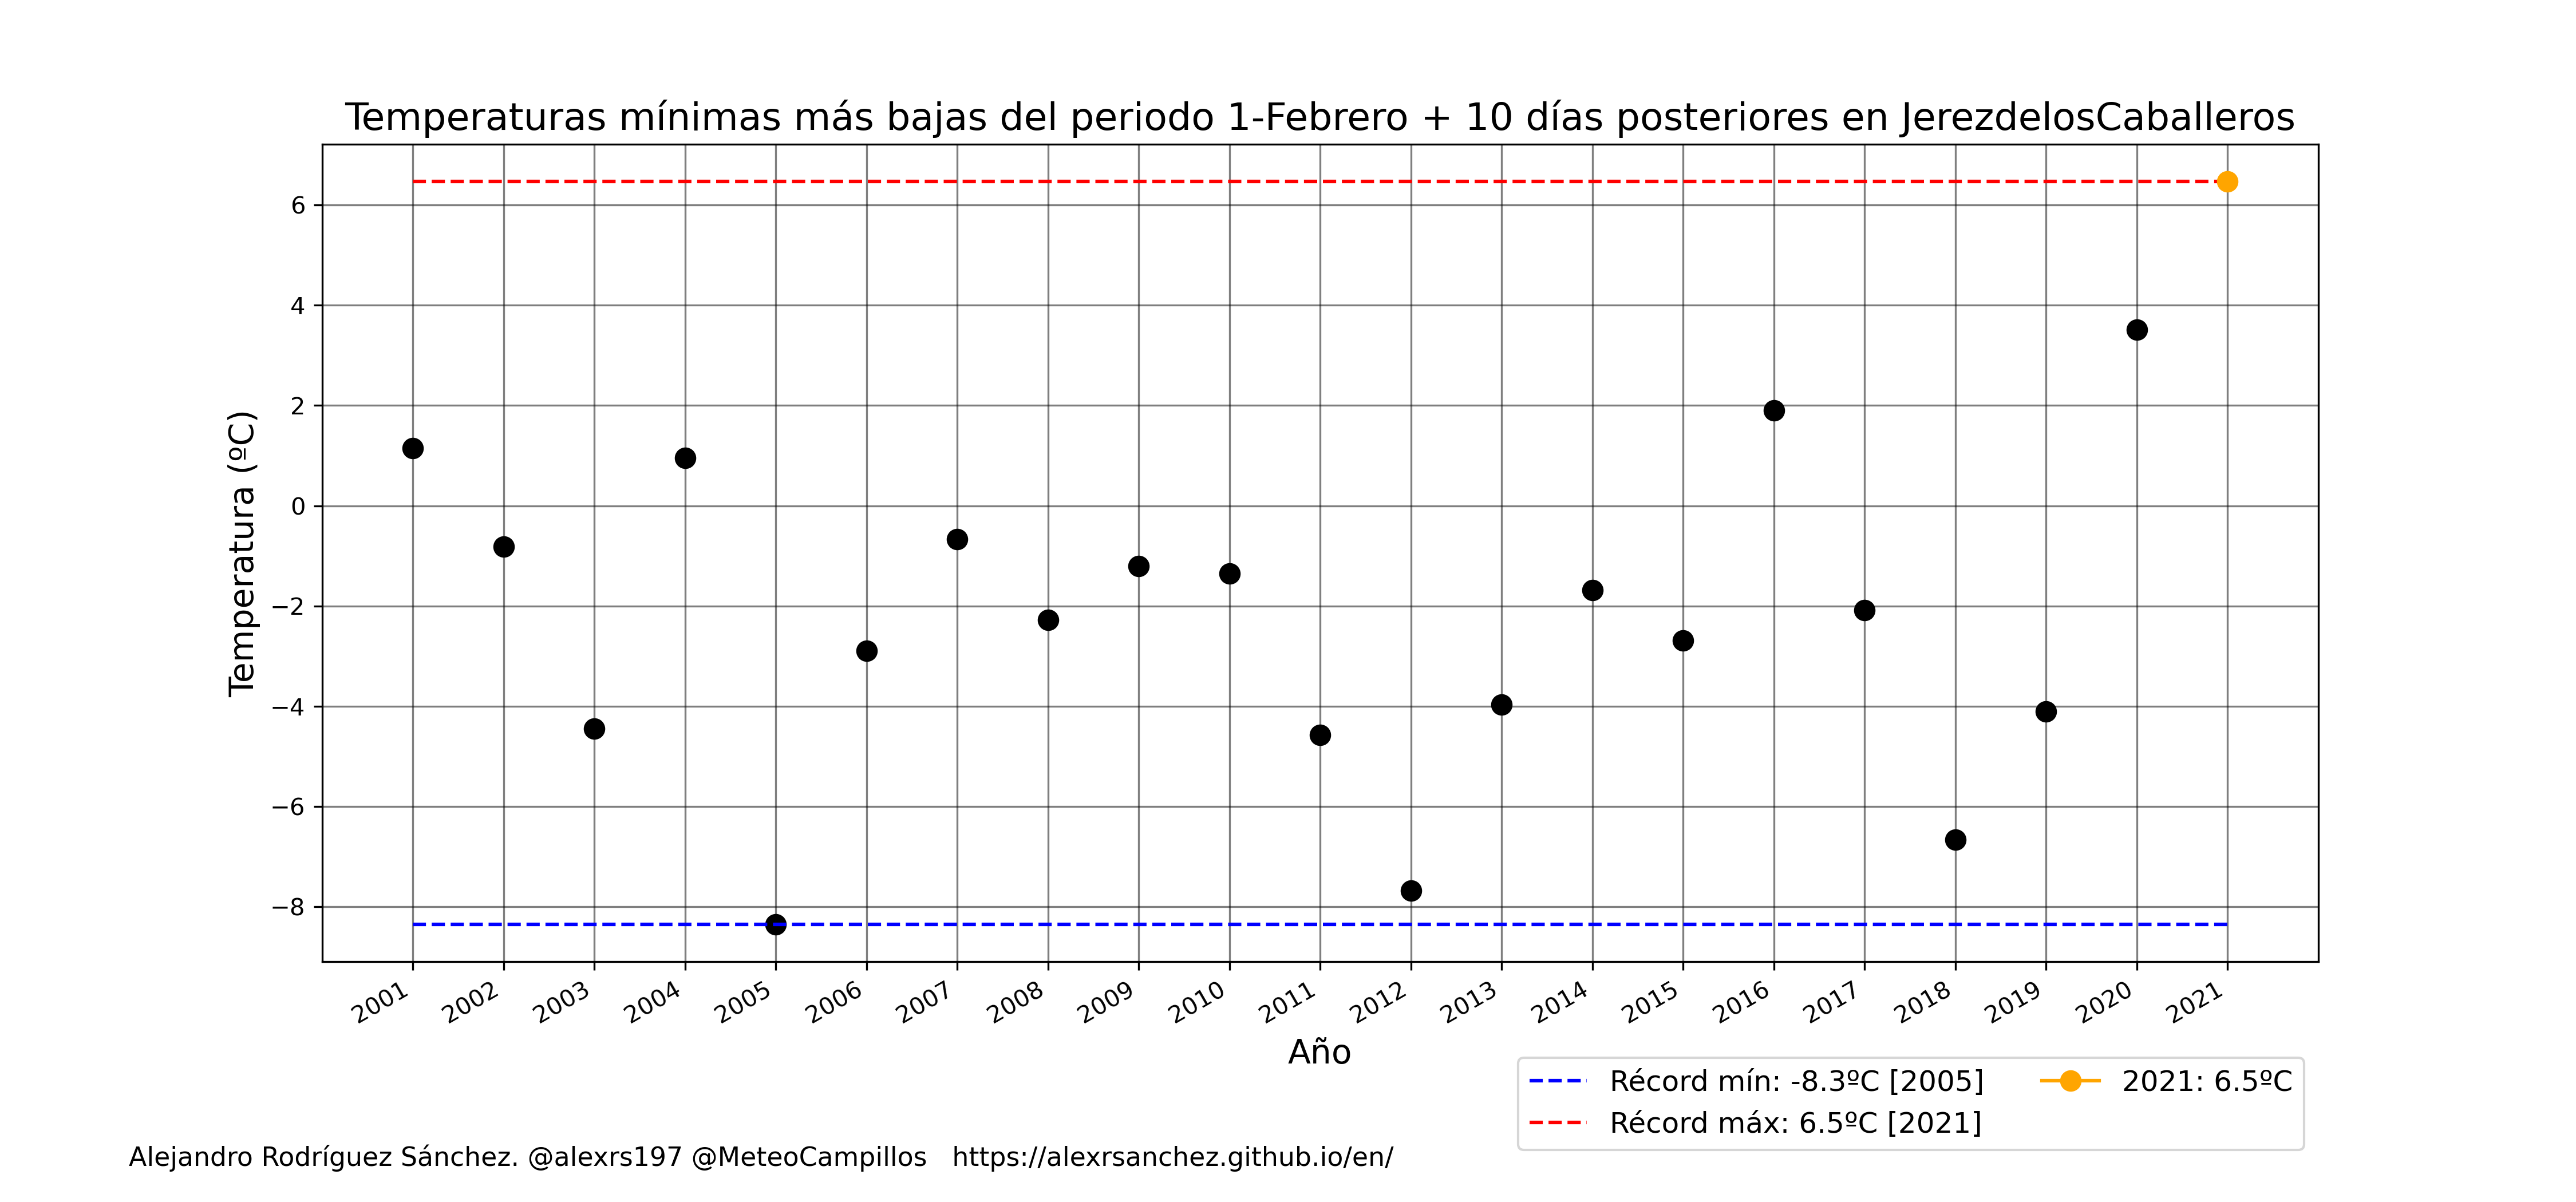 Temperaturas mínimas más bajas del periodo 1-Febrero + 10 días posteriores en JerezdelosCaballeros
Temperatura (ºC)
6
4
2
0
−2
−4
−6
−8
2001 2002 2003 2004 2005 2006 2007 2008 2009 2010 2011 2012 2013 2014 2015 2016 2017 2018 2019 2020 2021
Año
Récord mín: -8.3ºC [2005]
Récord máx: 6.5ºC [2021]
2021: 6.5ºC
Alejandro Rodríguez Sánchez. @alexrs197 @MeteoCampillos https://alexrsanchez.github.io/en/